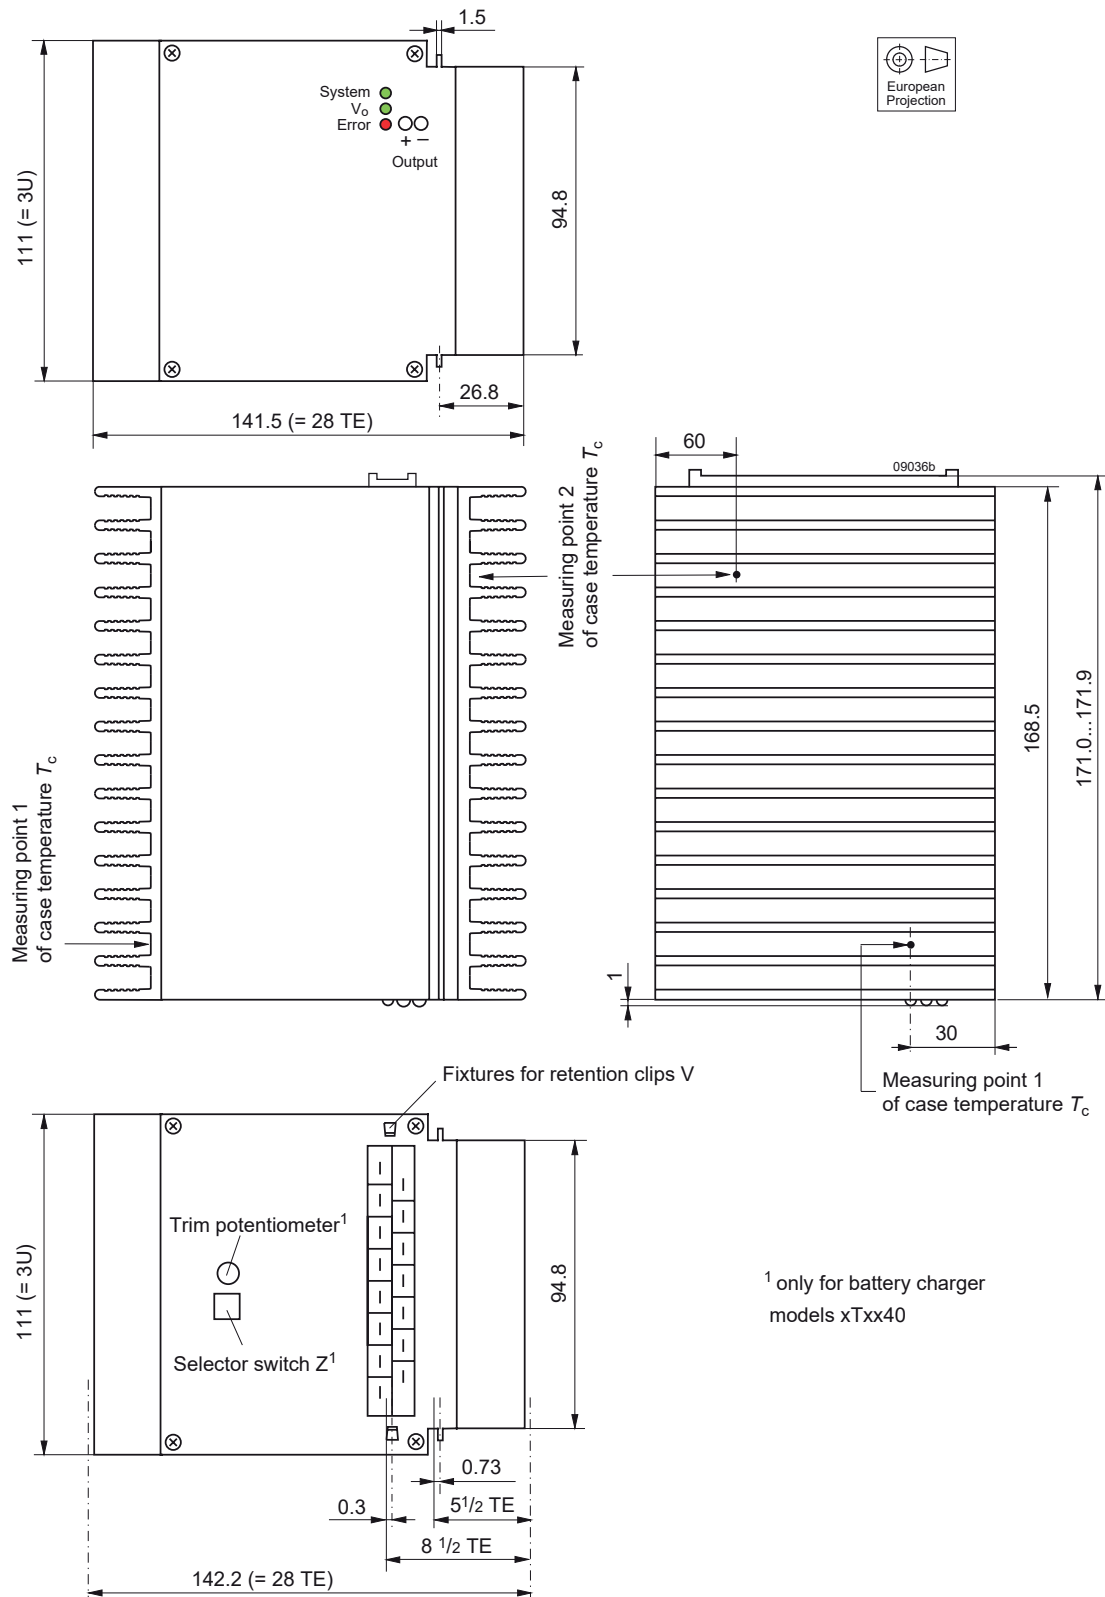 1.5
European
Projection
System
Vo
Error
+ −
Output
111 (= 3U)
94.8
26.8
141.5 (= 28 TE)
60
09036b
Measuring point 2
of case temperature Tc
168.5
171.0...171.9
Measuring point 1
of case temperature Tc
1
30
Measuring point 1
of case temperature Tc
Fixtures for retention clips V
Trim potentiometer1
111 (= 3U)
94.8
Selector switch Z1
1 only for battery charger
models xTxx40
0.73
0.3
51/2 TE
8 1/2 TE
142.2 (= 28 TE)